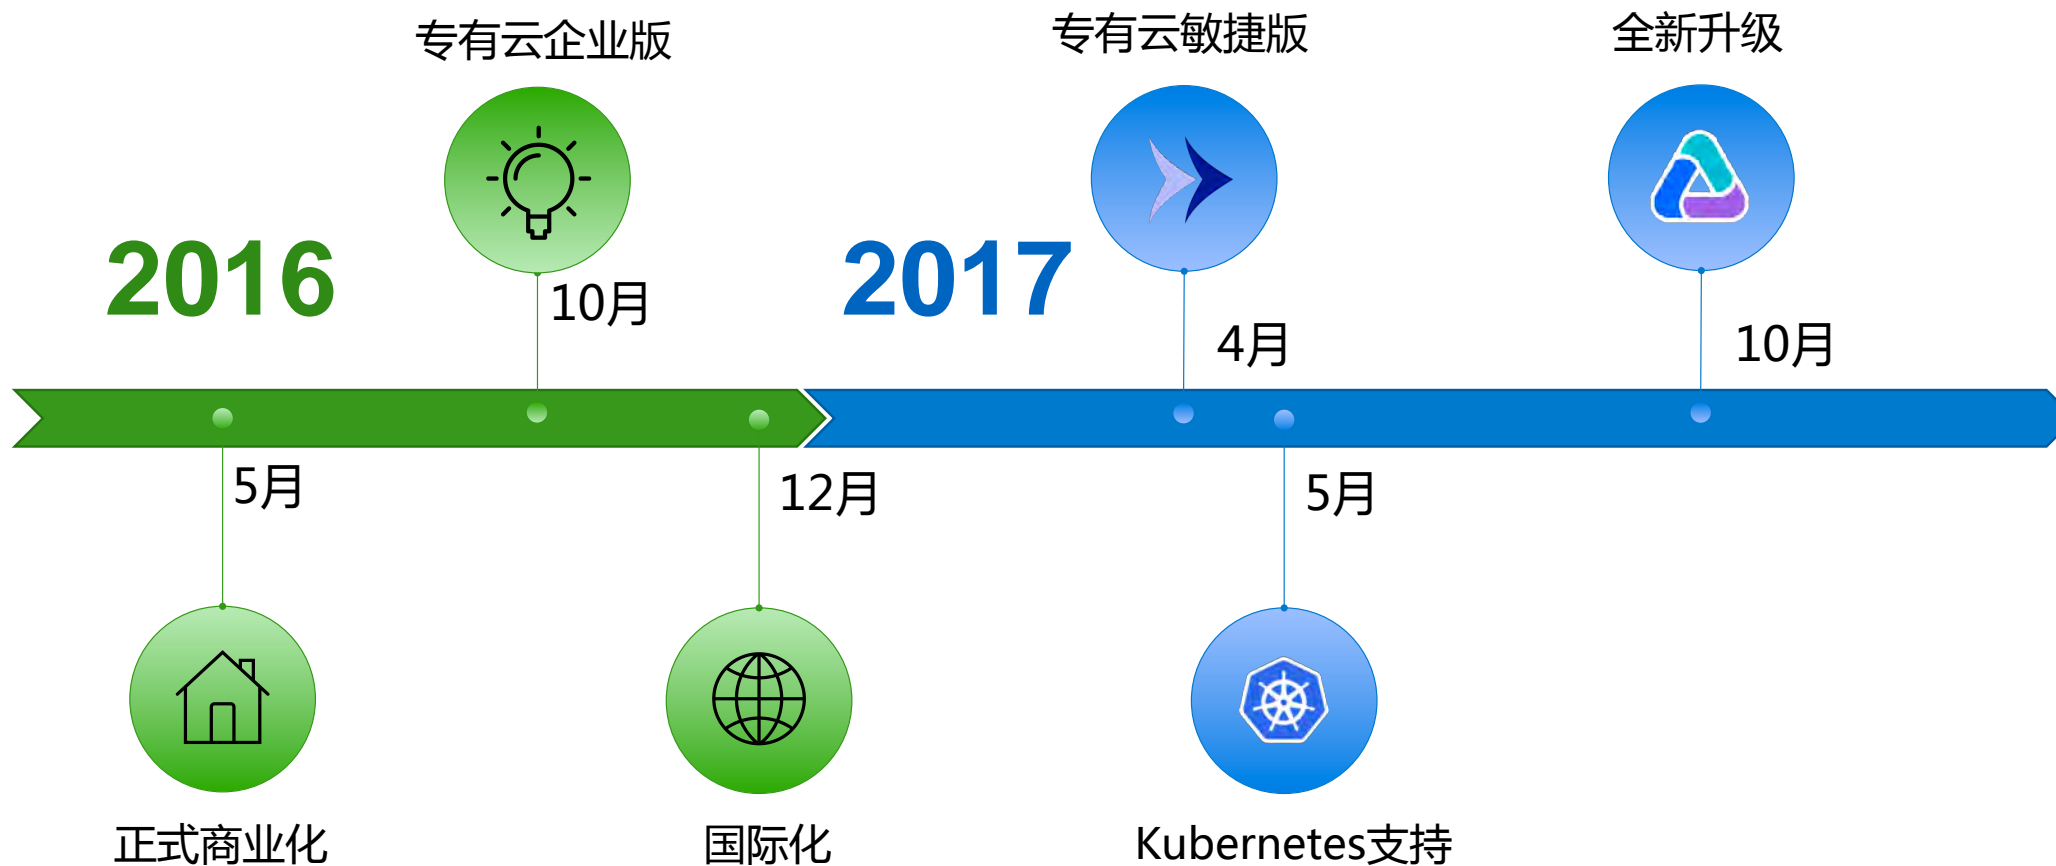 专有云企业版
专有云敏捷版
全新升级
2016
10月
2017
4月
10月
5月
12月
5月
正式商业化
国际化
Kubernetes支持